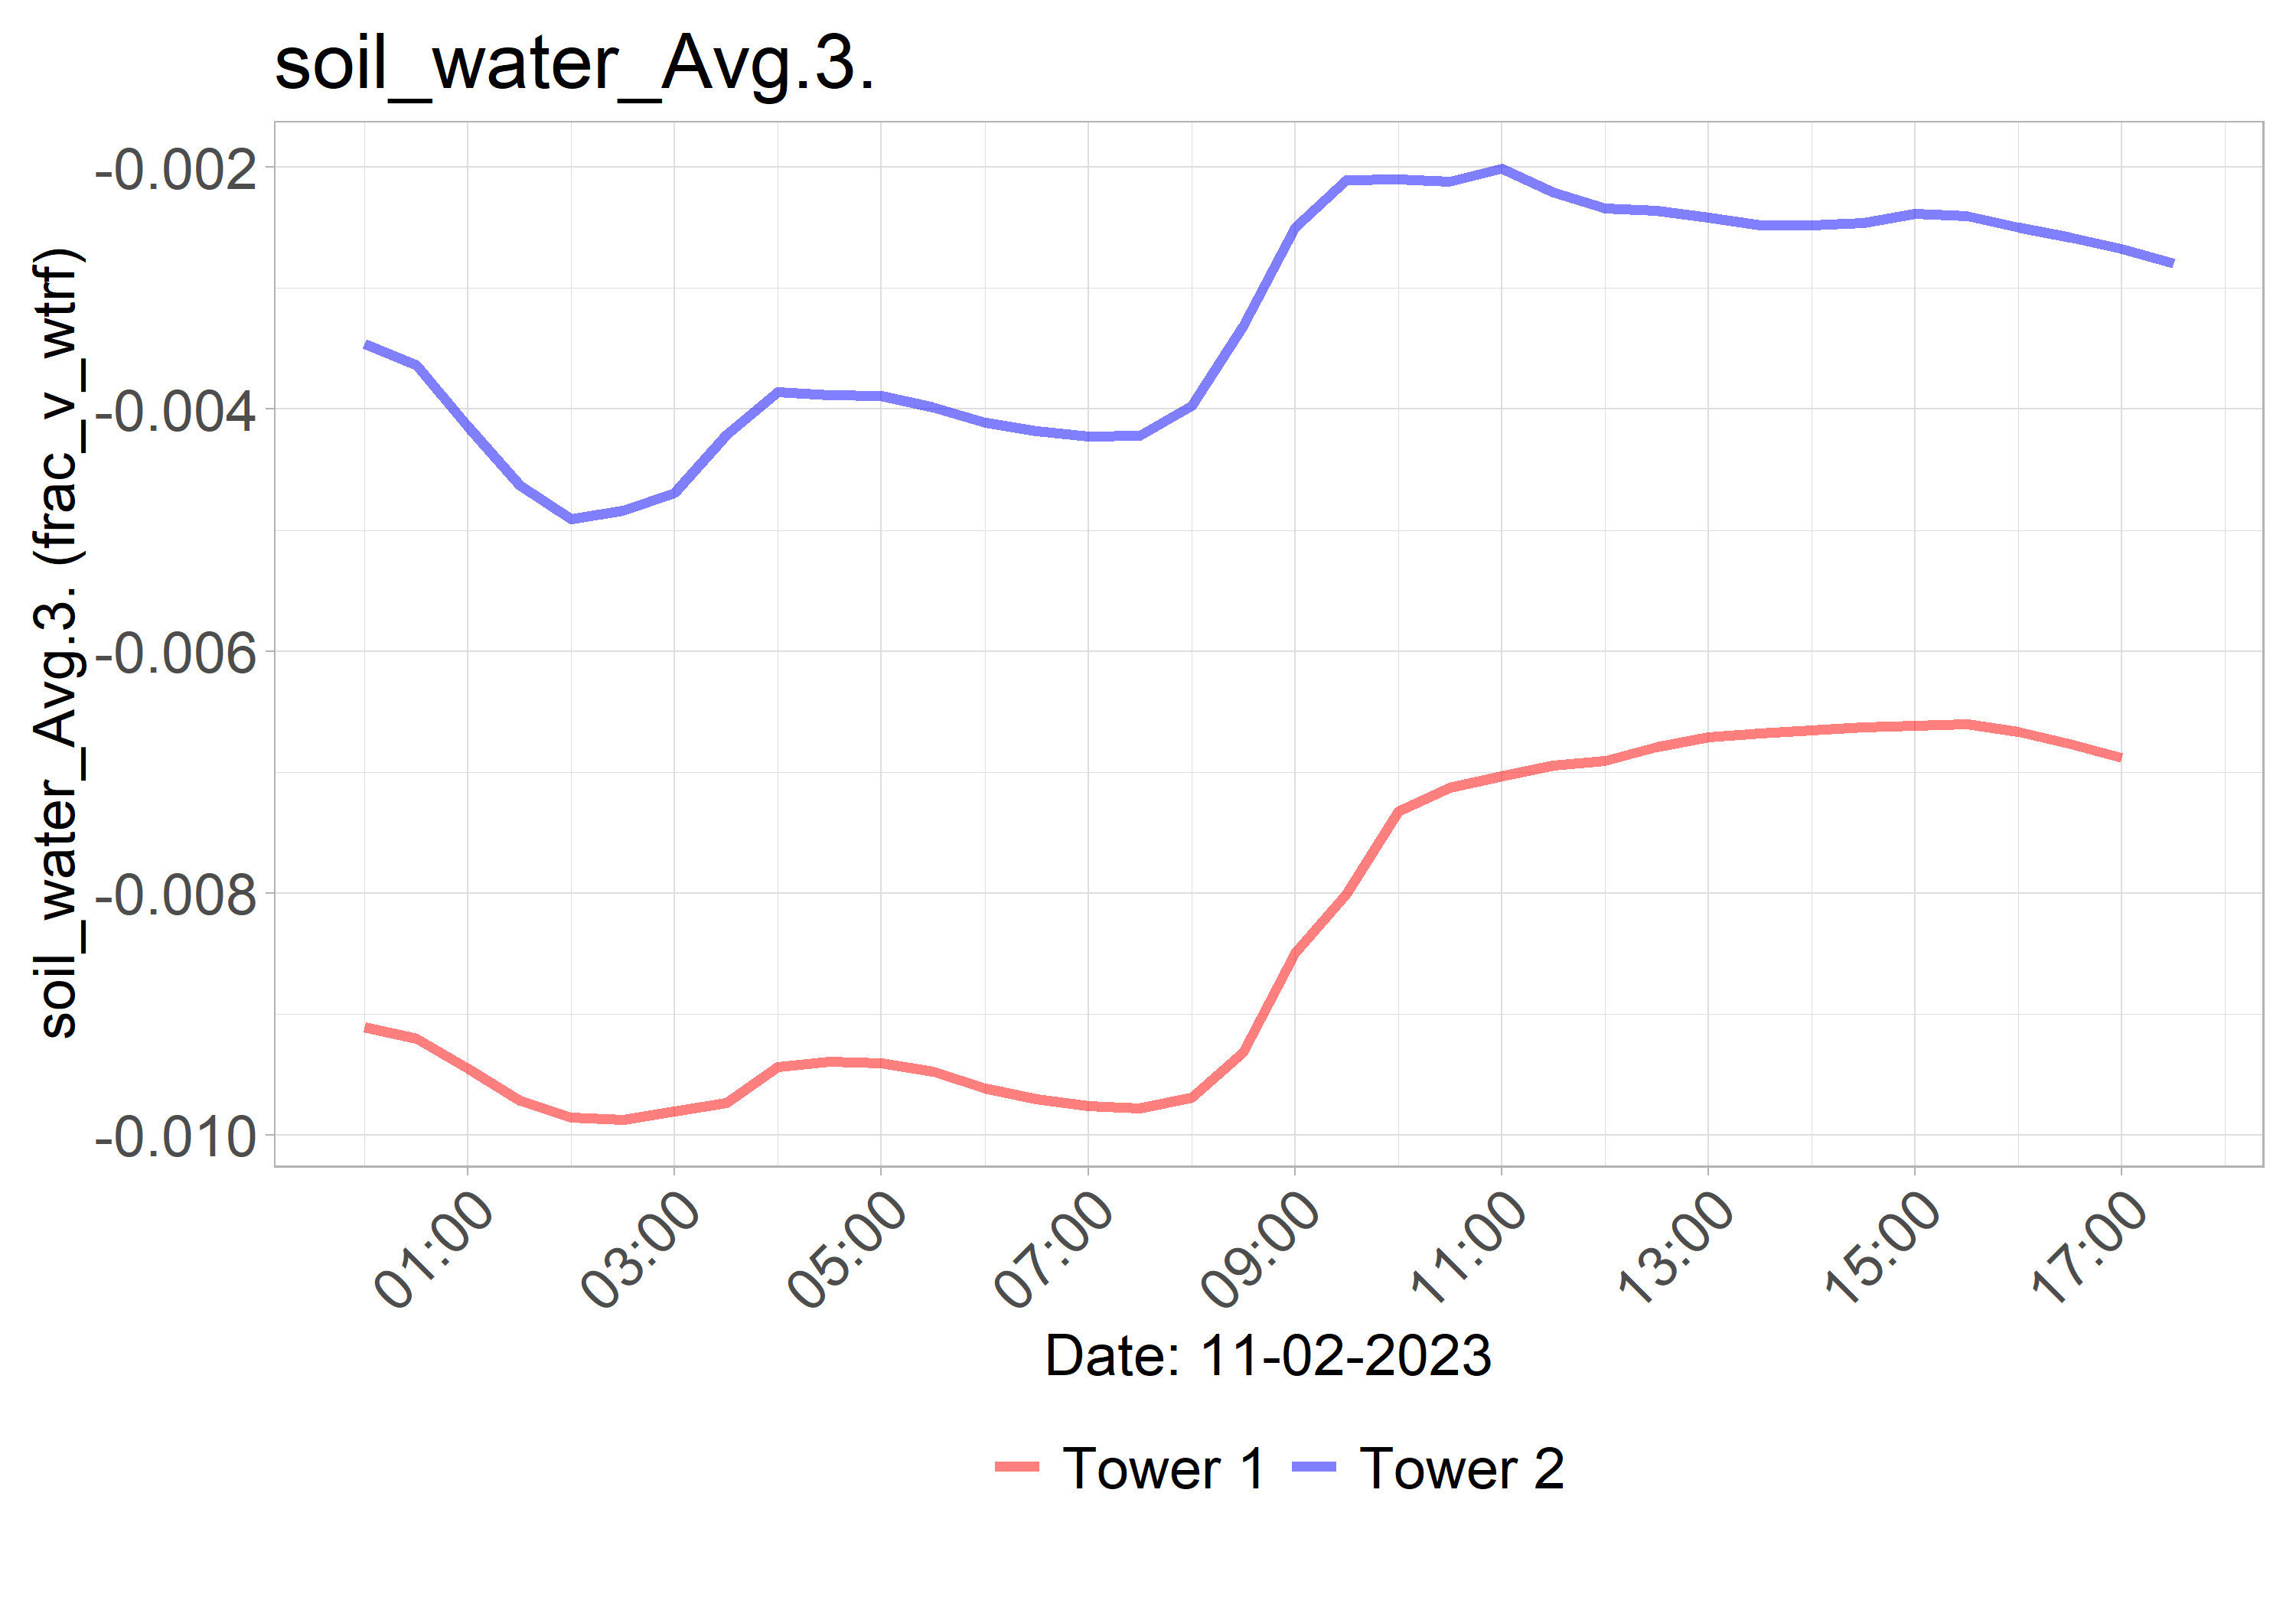 soil_water_Avg.3.
soil_water_Avg.3. (frac_v_wtrf)
-0.002
-0.004
-0.006
-0.008
-0.010
01:00
03:00
05:00
07:00
09:00
11:00
13:00
15:00
17:00
Date: 11-02-2023
Tower 1
Tower 2